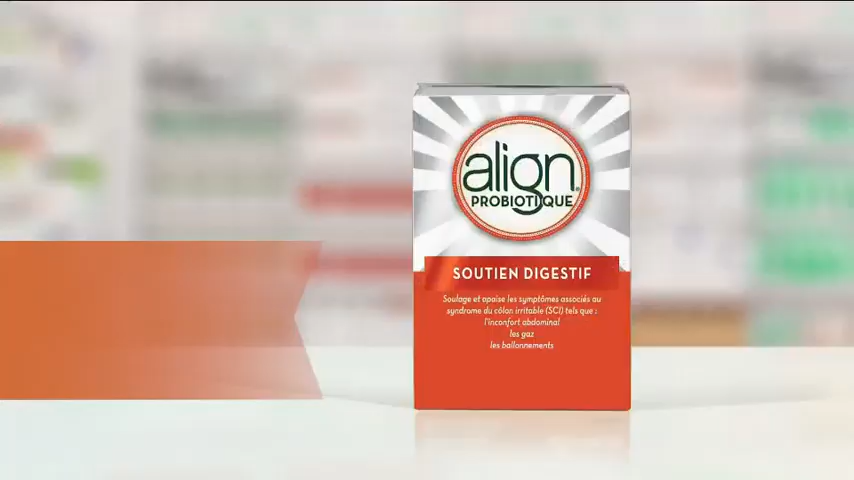 align
PROBIOTIQUE
SOUTIEN DIGESTIF
Soulage et apaise les symptômes associés au
syndrome du côlon irritable (SCI) tels que :
l'inconfort abdominal
les gaz
les ballonnements